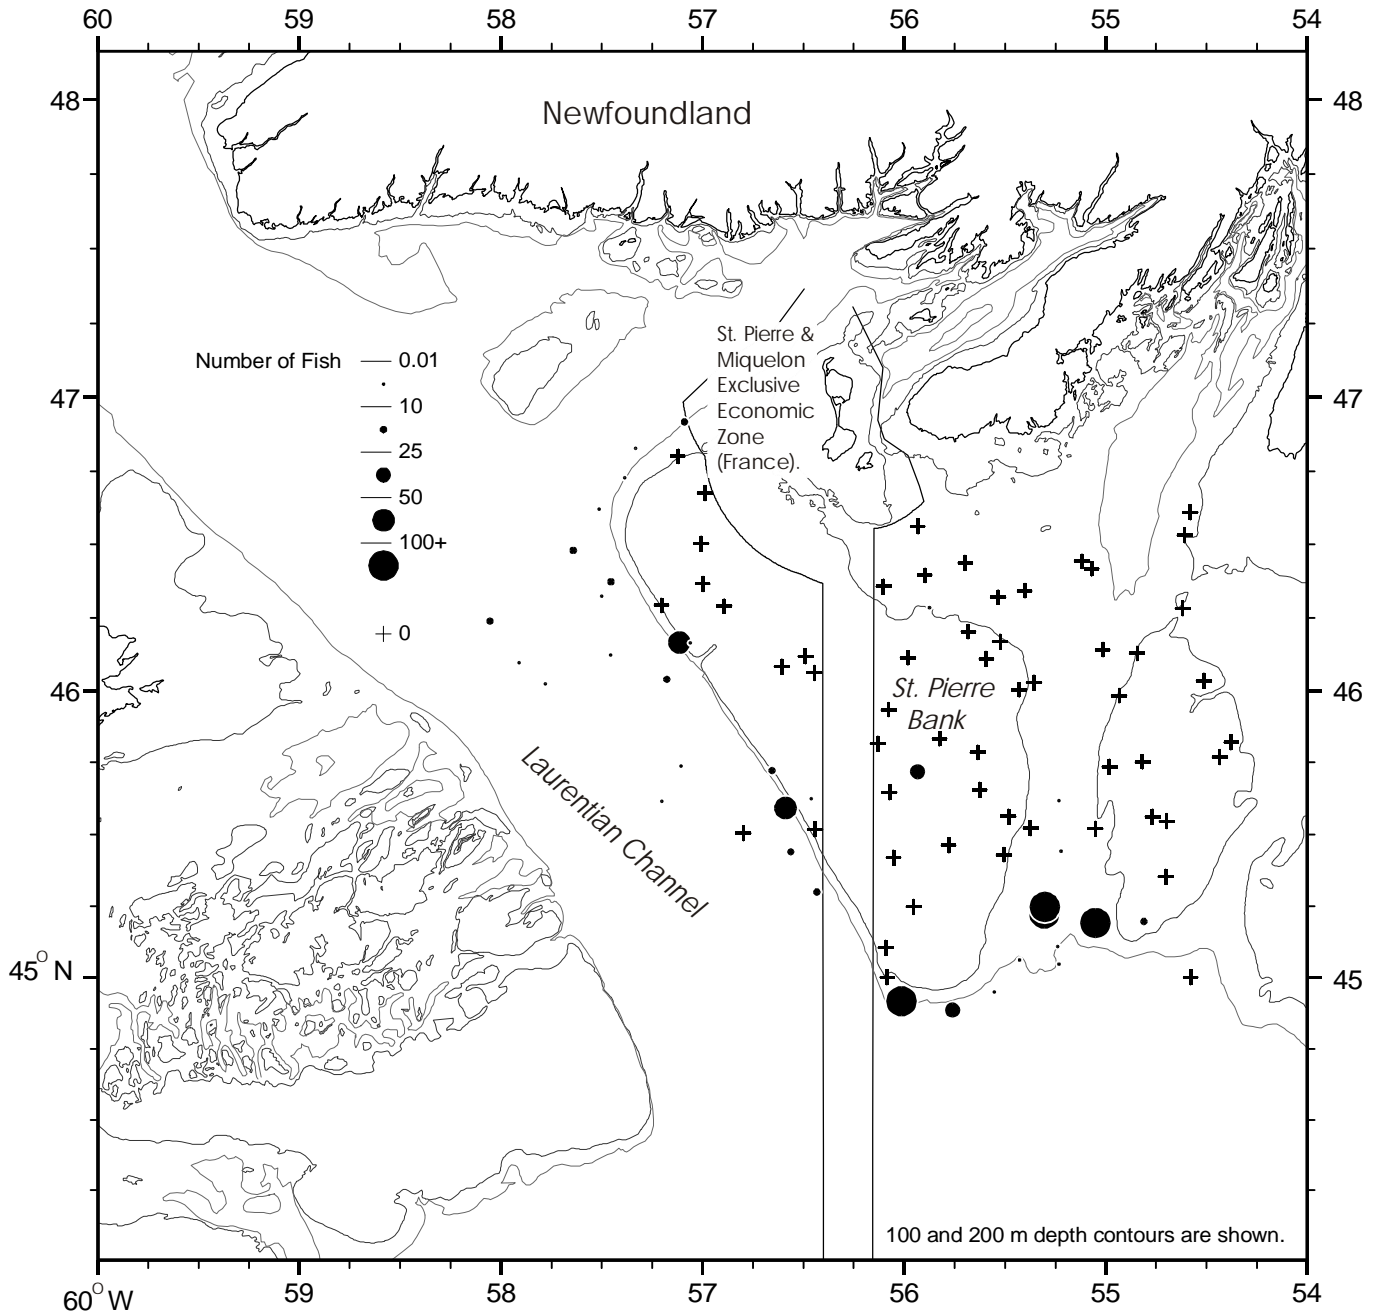 60 59 58 57 56 55 54
48 48
Newfoundland
St. Pierre &
Miquelon
Exclusive
Economic
Zone
(France).
Number of Fish
0.01
10
25
50
100+
0
47 47
46 46
St. Pierre
Bank
Laurentian Channel
45° N 45
100 and 200 m depth contours are shown.
60° W 59 58 57 56 55 54